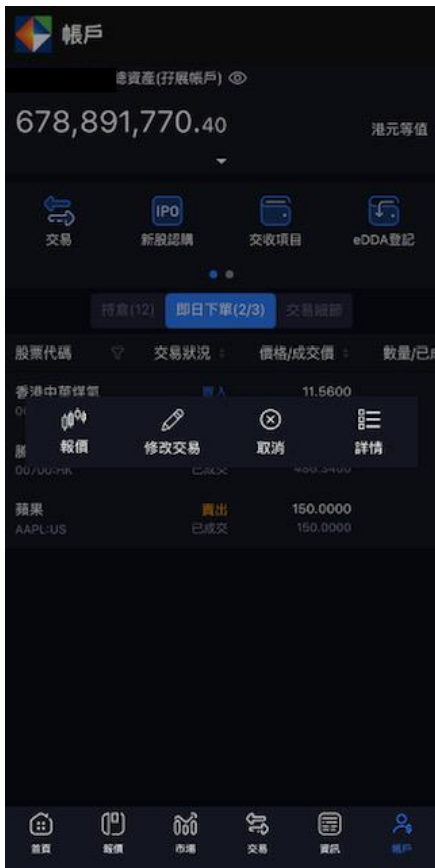 帳戶
總資產(孖展帳戶)
678,891,770.40
港元等值
交易
IPO
新股認購
交收項目
eDDA登記
持倉(12) 即日下單(2/3) 交易細節
股票代碼 交易狀況 價格/成交價 數量/已
香港中華煤氣 買入 11.5600
報價 修改交易 取消 詳情
00700:HK 已成交 480.3400
蘋果 賣出 150.0000
AAPL:US 已成交 150.0000
首頁 報價 市場 交易 資訊 帳戶